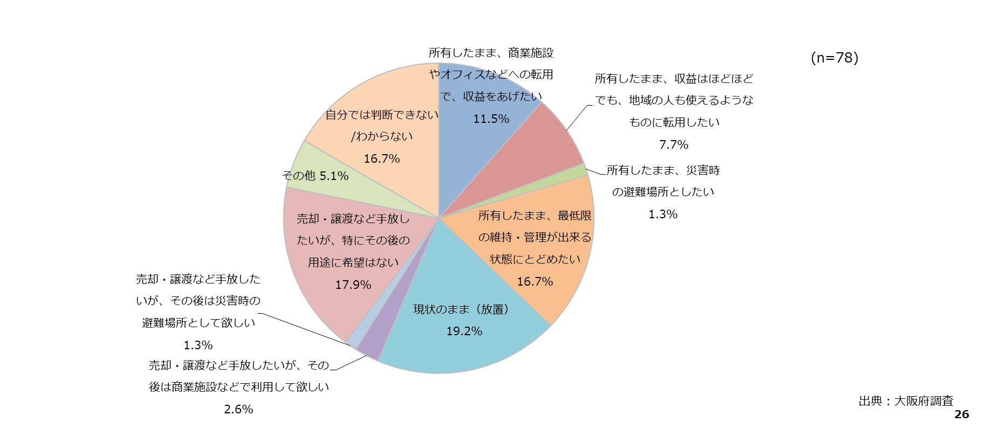 (n=78)
所有したまま、商業施設
やオフィスなどへの転用
で、収益をあげたい
11.5%
所有したまま、収益はほどほど
でも、地域の人も使えるような
ものに転用したい
7.7%
所有したまま、災害時
の避難場所としたい
1.3%
所有したまま、最低限
の維持・管理が出来る
状態にとどめたい
16.7%
現状のまま（放置）
19.2%
売却・譲渡など手放したいが、その
後は商業施設などで利用して欲しい
2.6%
売却・譲渡など手放した
いが、その後は災害時の
避難場所として欲しい
1.3%
売却・譲渡など手放し
たいが、特にその後の
用途に希望はない
17.9%
その他 5.1%
自分では判断できない
/わからない
16.7%
出典：大阪府調査
26